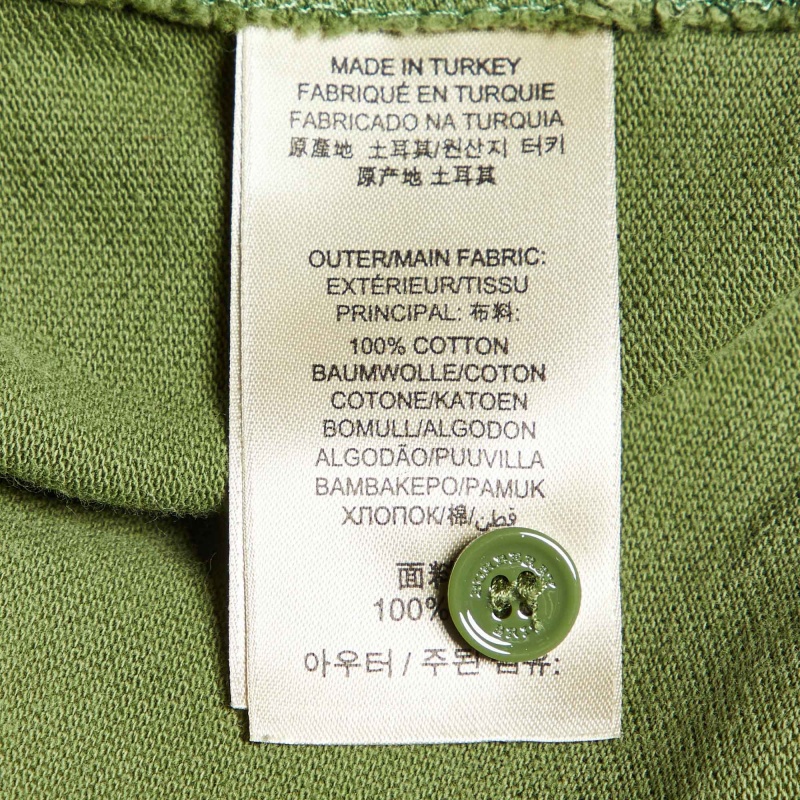 MADE IN TURKEY
FABRIQUÉ EN TURQUIE
FABRICADO NA TURQUIA
原產地 土耳其/원산지 터키
原产地 土耳其
OUTER/MAIN FABRIC:
EXTÉRIEUR/TISSU
PRINCIPAL: 布料:
100% COTTON
BAUMWOLLE/COTON
COTONE/KATOEN
BOMULL/ALGODON
ALGODÃO/PUUVILLA
BAMBAKEPO/PAMUK
ХЛОПОК/棉/قطن
面料
100%
아우터 / 주된